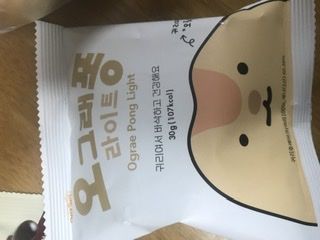 오그래퐁
라이트
Ograe Pong Light
귀리여서 바삭하고 건강해요
30g (107kcal)